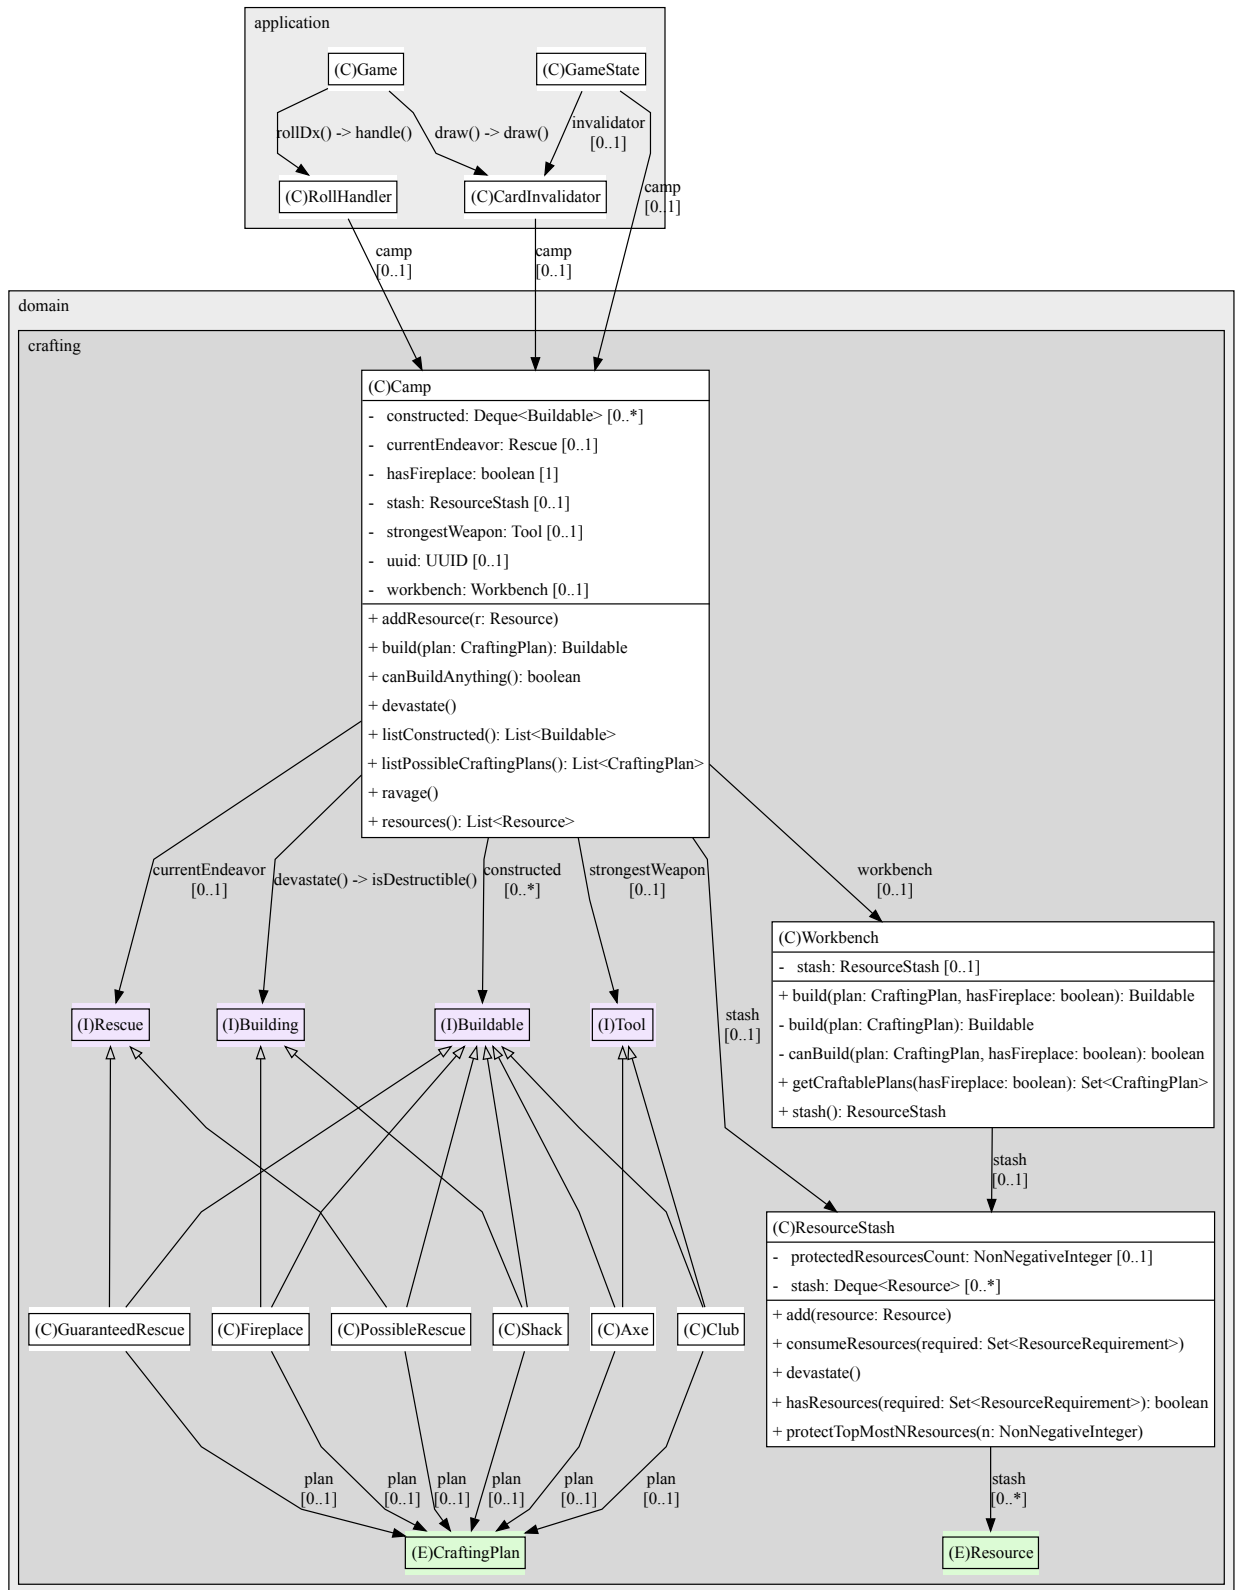 application
(C)Game
(C)GameState
rollDx() -> handle()
draw() -> draw()
invalidator
[0..1]
camp
[0..1]
(C)RollHandler
(C)CardInvalidator
camp
[0..1]
camp
[0..1]
domain
crafting
(C)Camp
- constructed: Deque<Buildable> [0..*]
- currentEndeavor: Rescue [0..1]
- hasFireplace: boolean [1]
- stash: ResourceStash [0..1]
- strongestWeapon: Tool [0..1]
- uuid: UUID [0..1]
- workbench: Workbench [0..1]
+ addResource(r: Resource)
+ build(plan: CraftingPlan): Buildable
+ canBuildAnything(): boolean
+ devastate()
+ listConstructed(): List<Buildable>
+ listPossibleCraftingPlans(): List<CraftingPlan>
+ ravage()
+ resources(): List<Resource>
currentEndeavor
[0..1]
devastate() -> isDestructible()
constructed
[0..*]
strongestWeapon
[0..1]
workbench
[0..1]
(C)Workbench
- stash: ResourceStash [0..1]
+ build(plan: CraftingPlan, hasFireplace: boolean): Buildable
- build(plan: CraftingPlan): Buildable
- canBuild(plan: CraftingPlan, hasFireplace: boolean): boolean
+ getCraftablePlans(hasFireplace: boolean): Set<CraftingPlan>
+ stash(): ResourceStash
(I)Rescue
(I)Building
(I)Buildable
(I)Tool
stash
[0..1]
stash
[0..1]
(C)ResourceStash
- protectedResourcesCount: NonNegativeInteger [0..1]
- stash: Deque<Resource> [0..*]
+ add(resource: Resource)
+ consumeResources(required: Set<ResourceRequirement>)
+ devastate()
+ hasResources(required: Set<ResourceRequirement>): boolean
+ protectTopMostNResources(n: NonNegativeInteger)
(C)GuaranteedRescue
(C)Fireplace
(C)PossibleRescue
(C)Shack
(C)Axe
(C)Club
plan
[0..1]
plan
[0..1]
plan
[0..1]
plan
[0..1]
plan
[0..1]
plan
[0..1]
stash
[0..*]
(E)CraftingPlan
(E)Resource